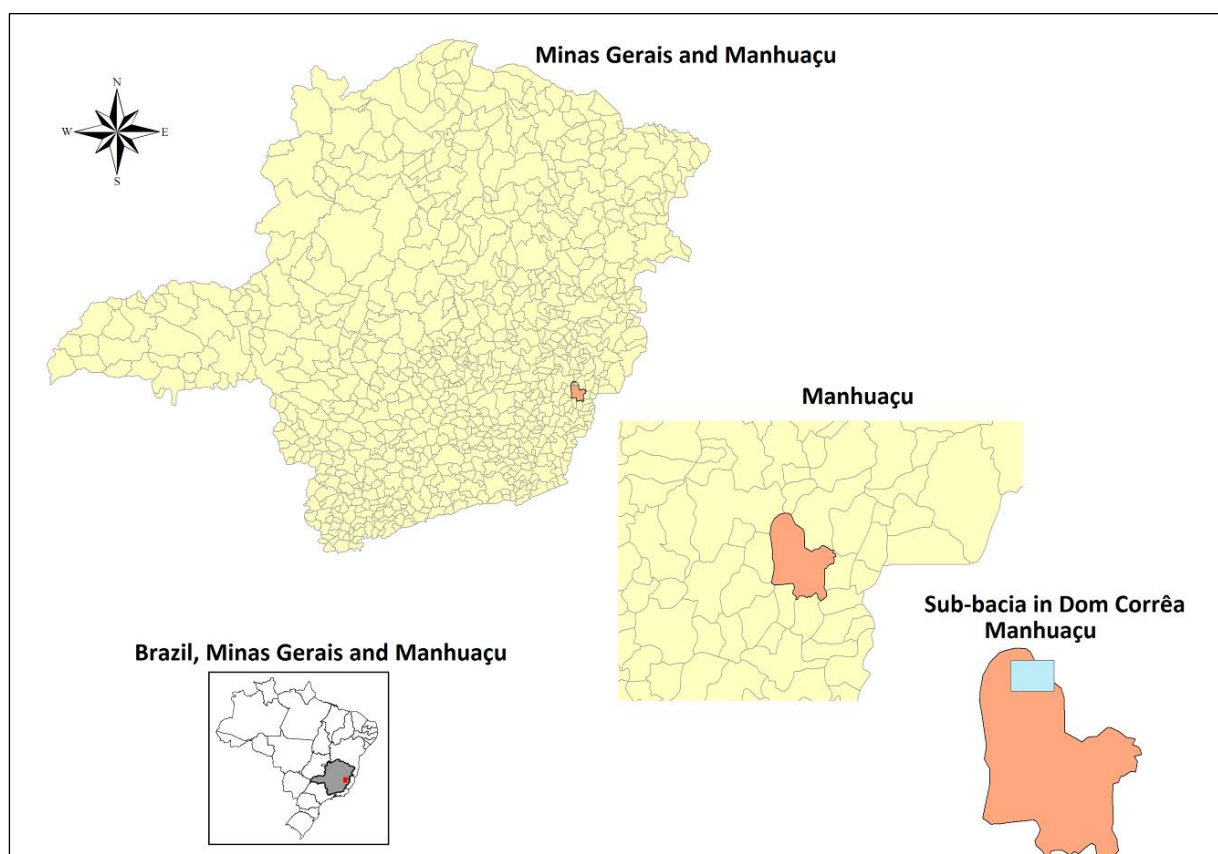 Minas Gerais and Manhuaçu
N
W
E
S
Manhuaçu
Sub-bacia in Dom Corrêa
Manhuaçu
Brazil, Minas Gerais and Manhuaçu